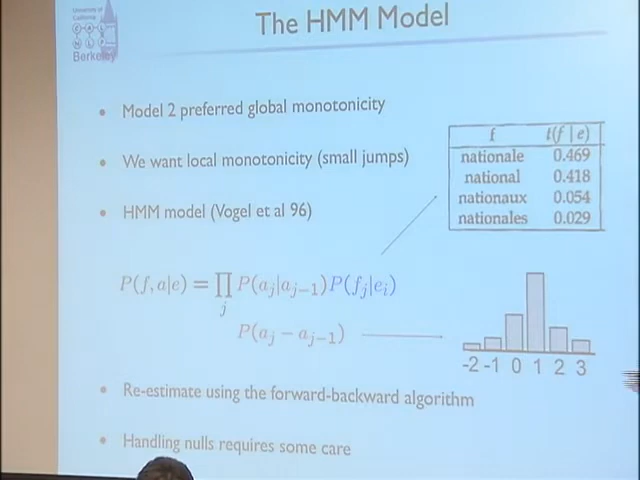 University of
California
Berkeley
The HMM Model
• Model 2 preferred global monotonicity
• We want local monotonicity (small jumps)
• HMM model (Vogel et al 96)
f t(f | e)
nationale 0.469
national 0.418
nationaux 0.054
nationales 0.029
P(f, a|e) = ∏_j P(a_j|a_{j−1})P(f_j|e_i)
P(a_j − a_{j−1})
-2 -1 0 1 2 3
• Re-estimate using the forward-backward algorithm
• Handling nulls requires some care